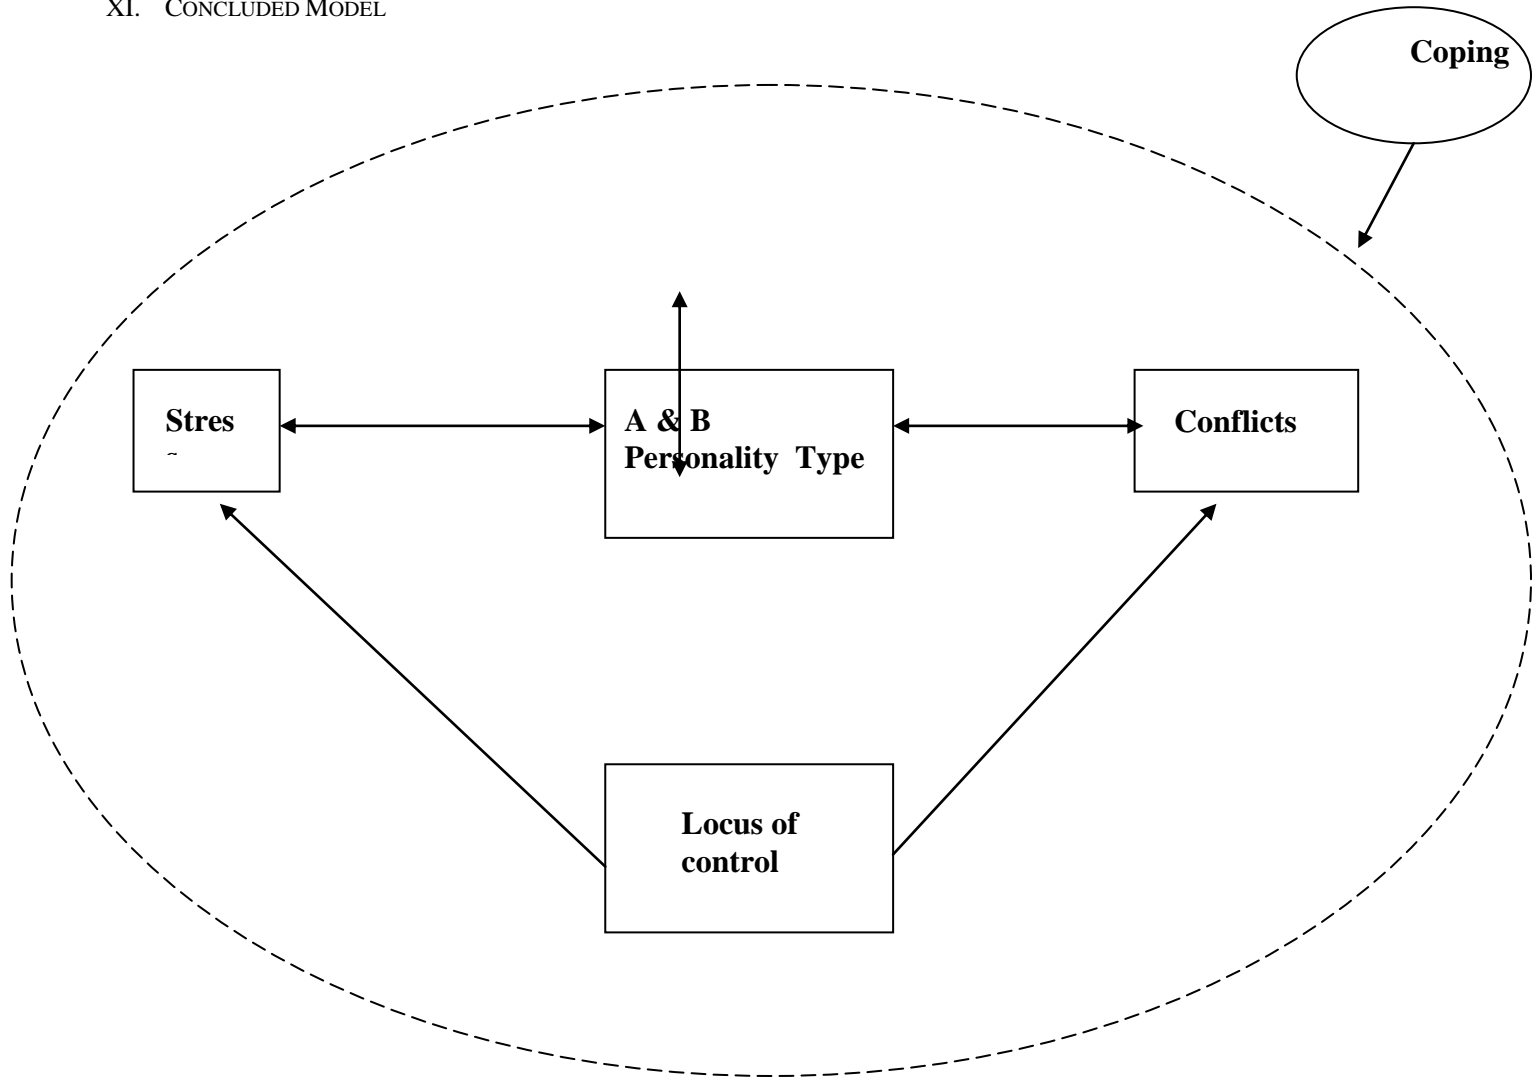 XI. CONCLUDED MODEL
Coping
Stres
s
A & B
Personality Type
Conflicts
Locus of
control